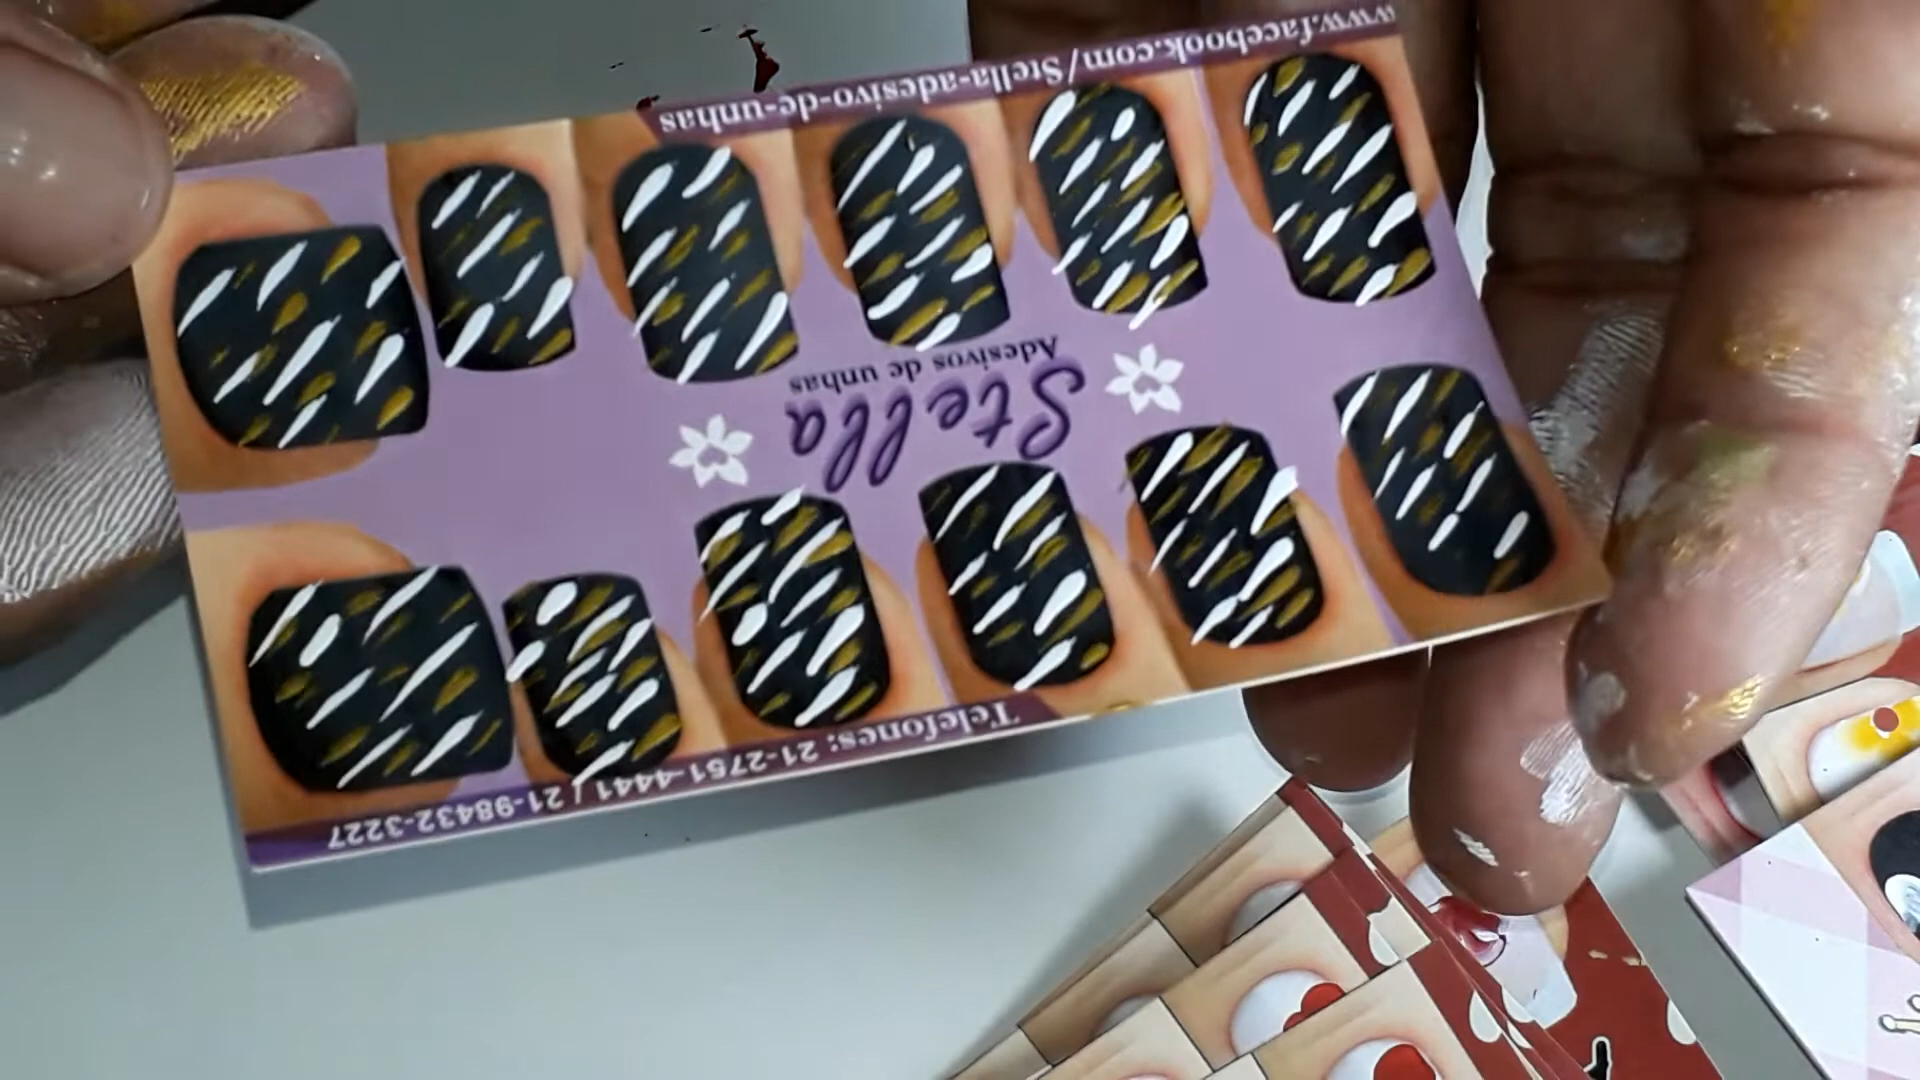 Telefones: 21-2751-4441 / 21-98432-3227
Stella
Adesivos de unhas
www.facebook.com/Stella-adesivo-de-unhas